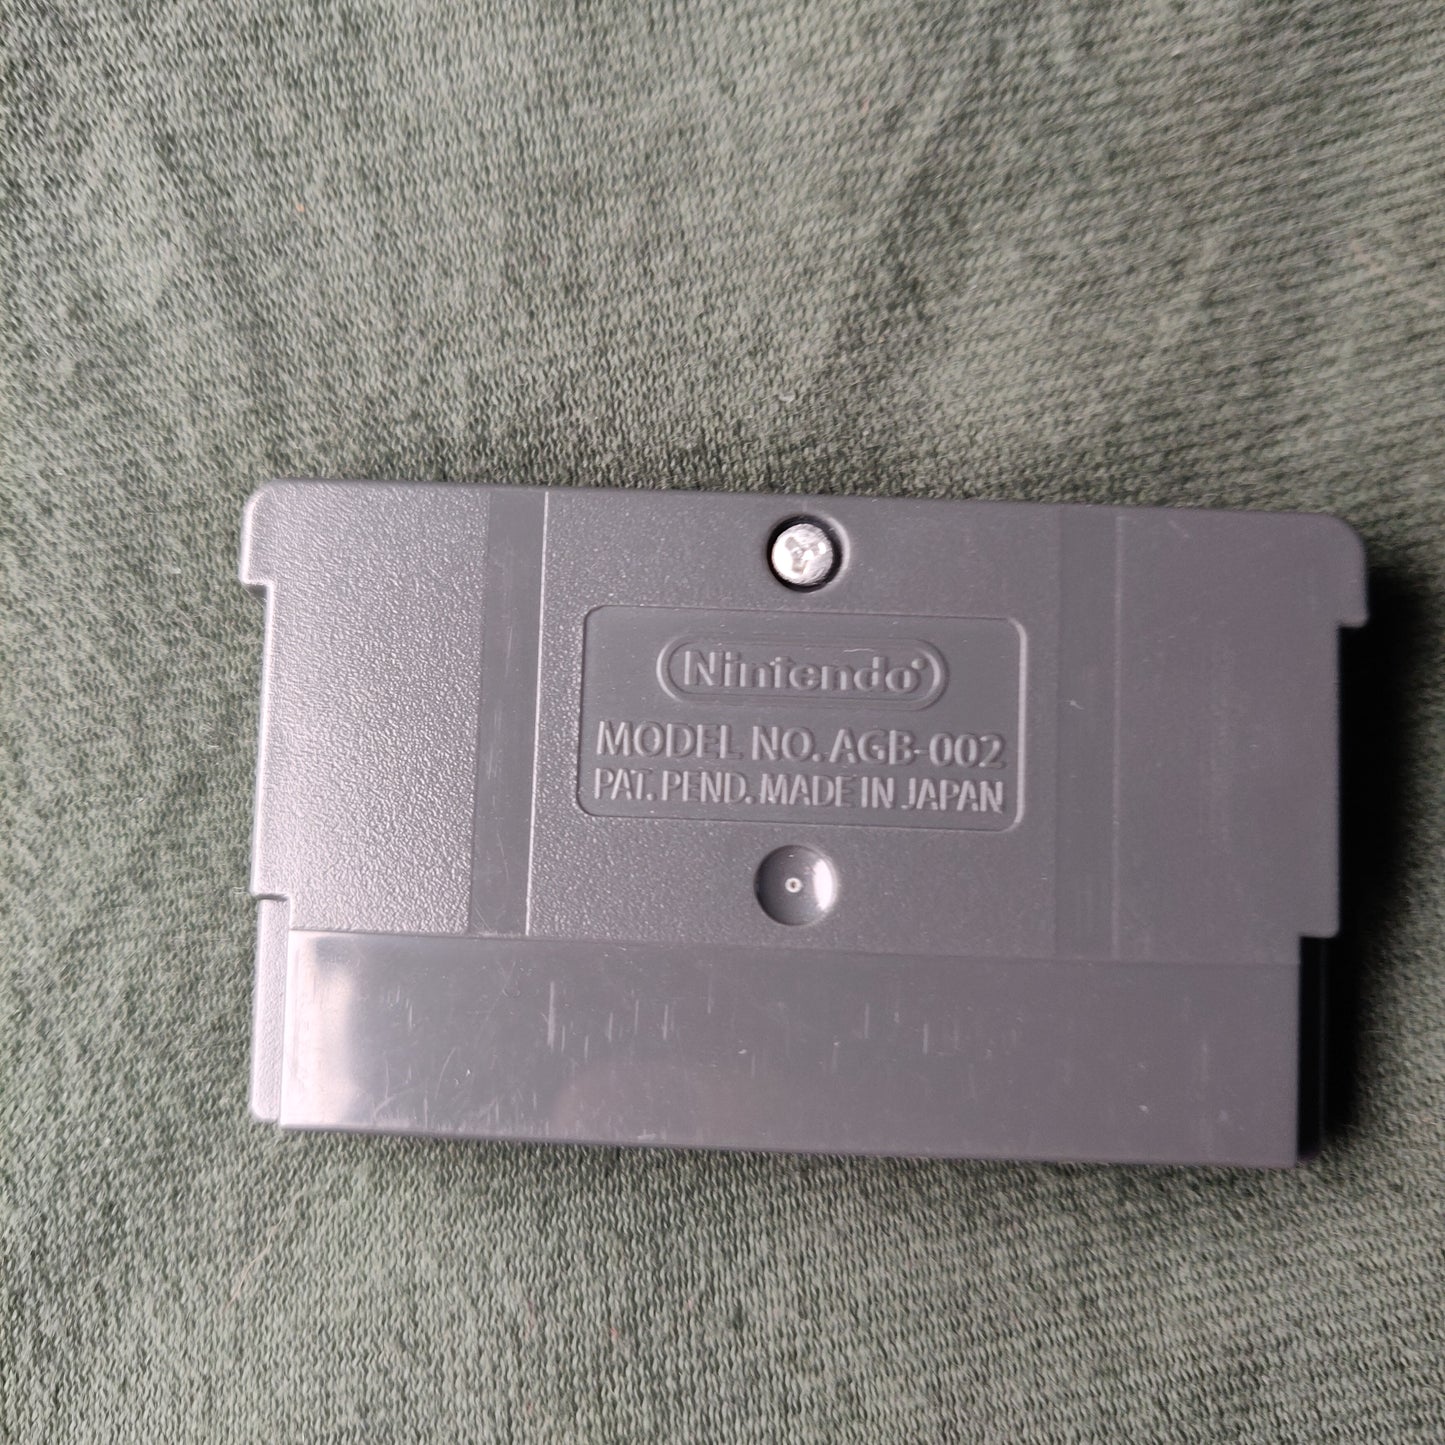 Nintendo
MODEL NO. AGB-002
PAT. PEND. MADE IN JAPAN